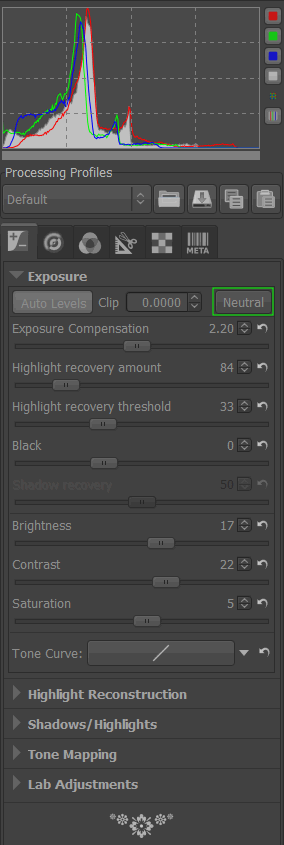 Processing Profiles
Default
META
Exposure
Auto Levels Clip 0.0000 Neutral
Exposure Compensation 2.20
Highlight recovery amount 84
Highlight recovery threshold 33
Black 0
Shadow recovery 50
Brightness 17
Contrast 22
Saturation 5
Tone Curve:
Highlight Reconstruction
Shadows/Highlights
Tone Mapping
Lab Adjustments